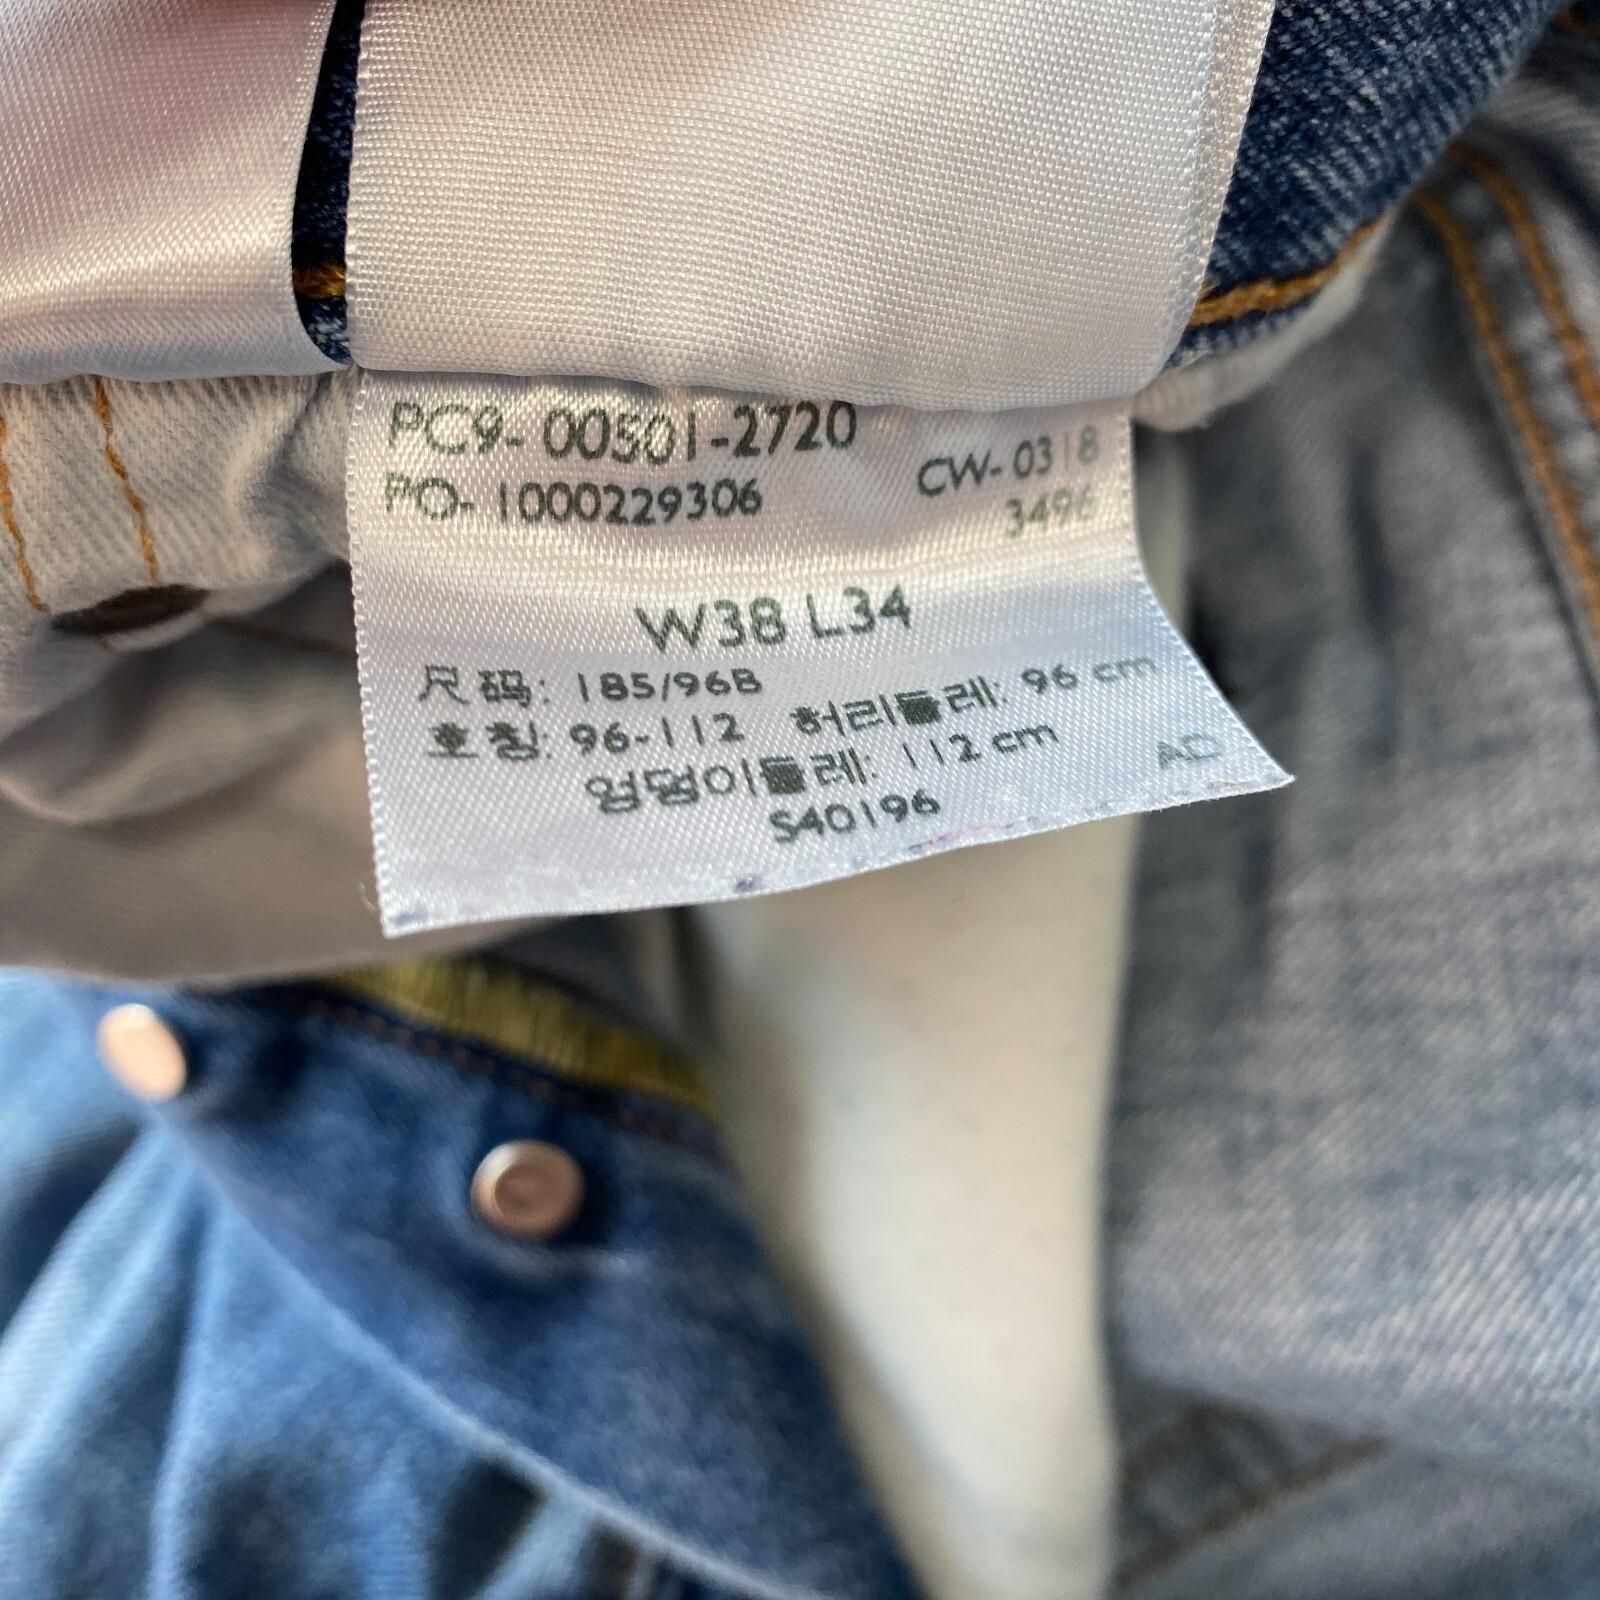 PC9-00501-2720
PO-1000229306
CW-0318
3496
W38 L34
尺码: 185/96B
호칭: 96-112 허리둘레: 96 cm
엉덩이둘레: 112 cm
AD
S40196